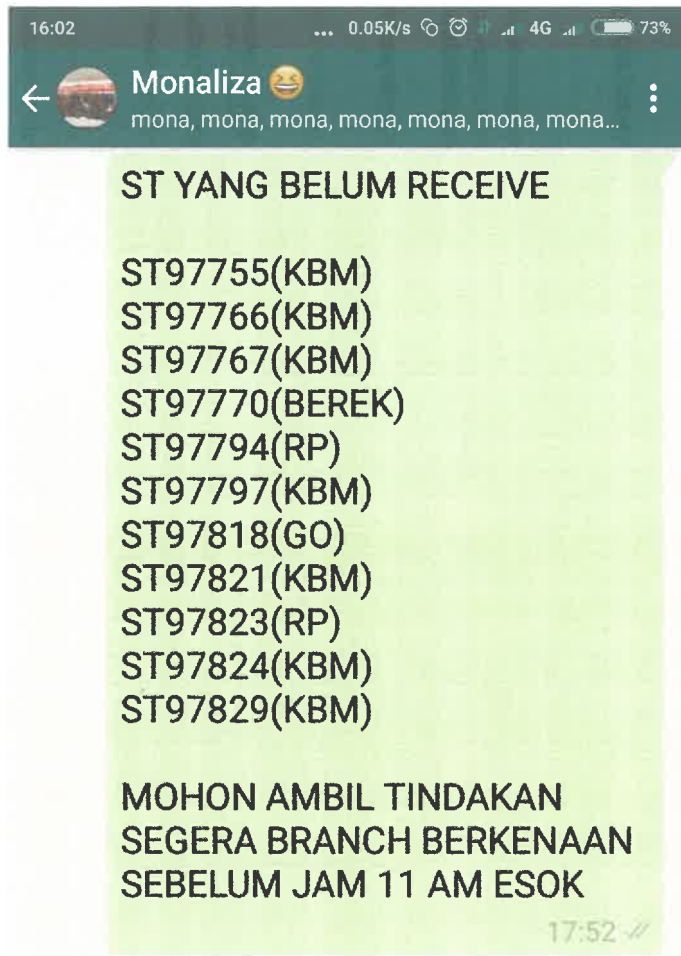 16:02
... 0.05K/s 4G 73%
Monaliza 😆
mona, mona, mona, mona, mona, mona, mona...
ST YANG BELUM RECEIVE
ST97755(KBM)
ST97766(KBM)
ST97767(KBM)
ST97770(BEREK)
ST97794(RP)
ST97797(KBM)
ST97818(GO)
ST97821(KBM)
ST97823(RP)
ST97824(KBM)
ST97829(KBM)
MOHON AMBIL TINDAKAN
SEGERA BRANCH BERKENAAN
SEBELUM JAM 11 AM ESOK
17:52